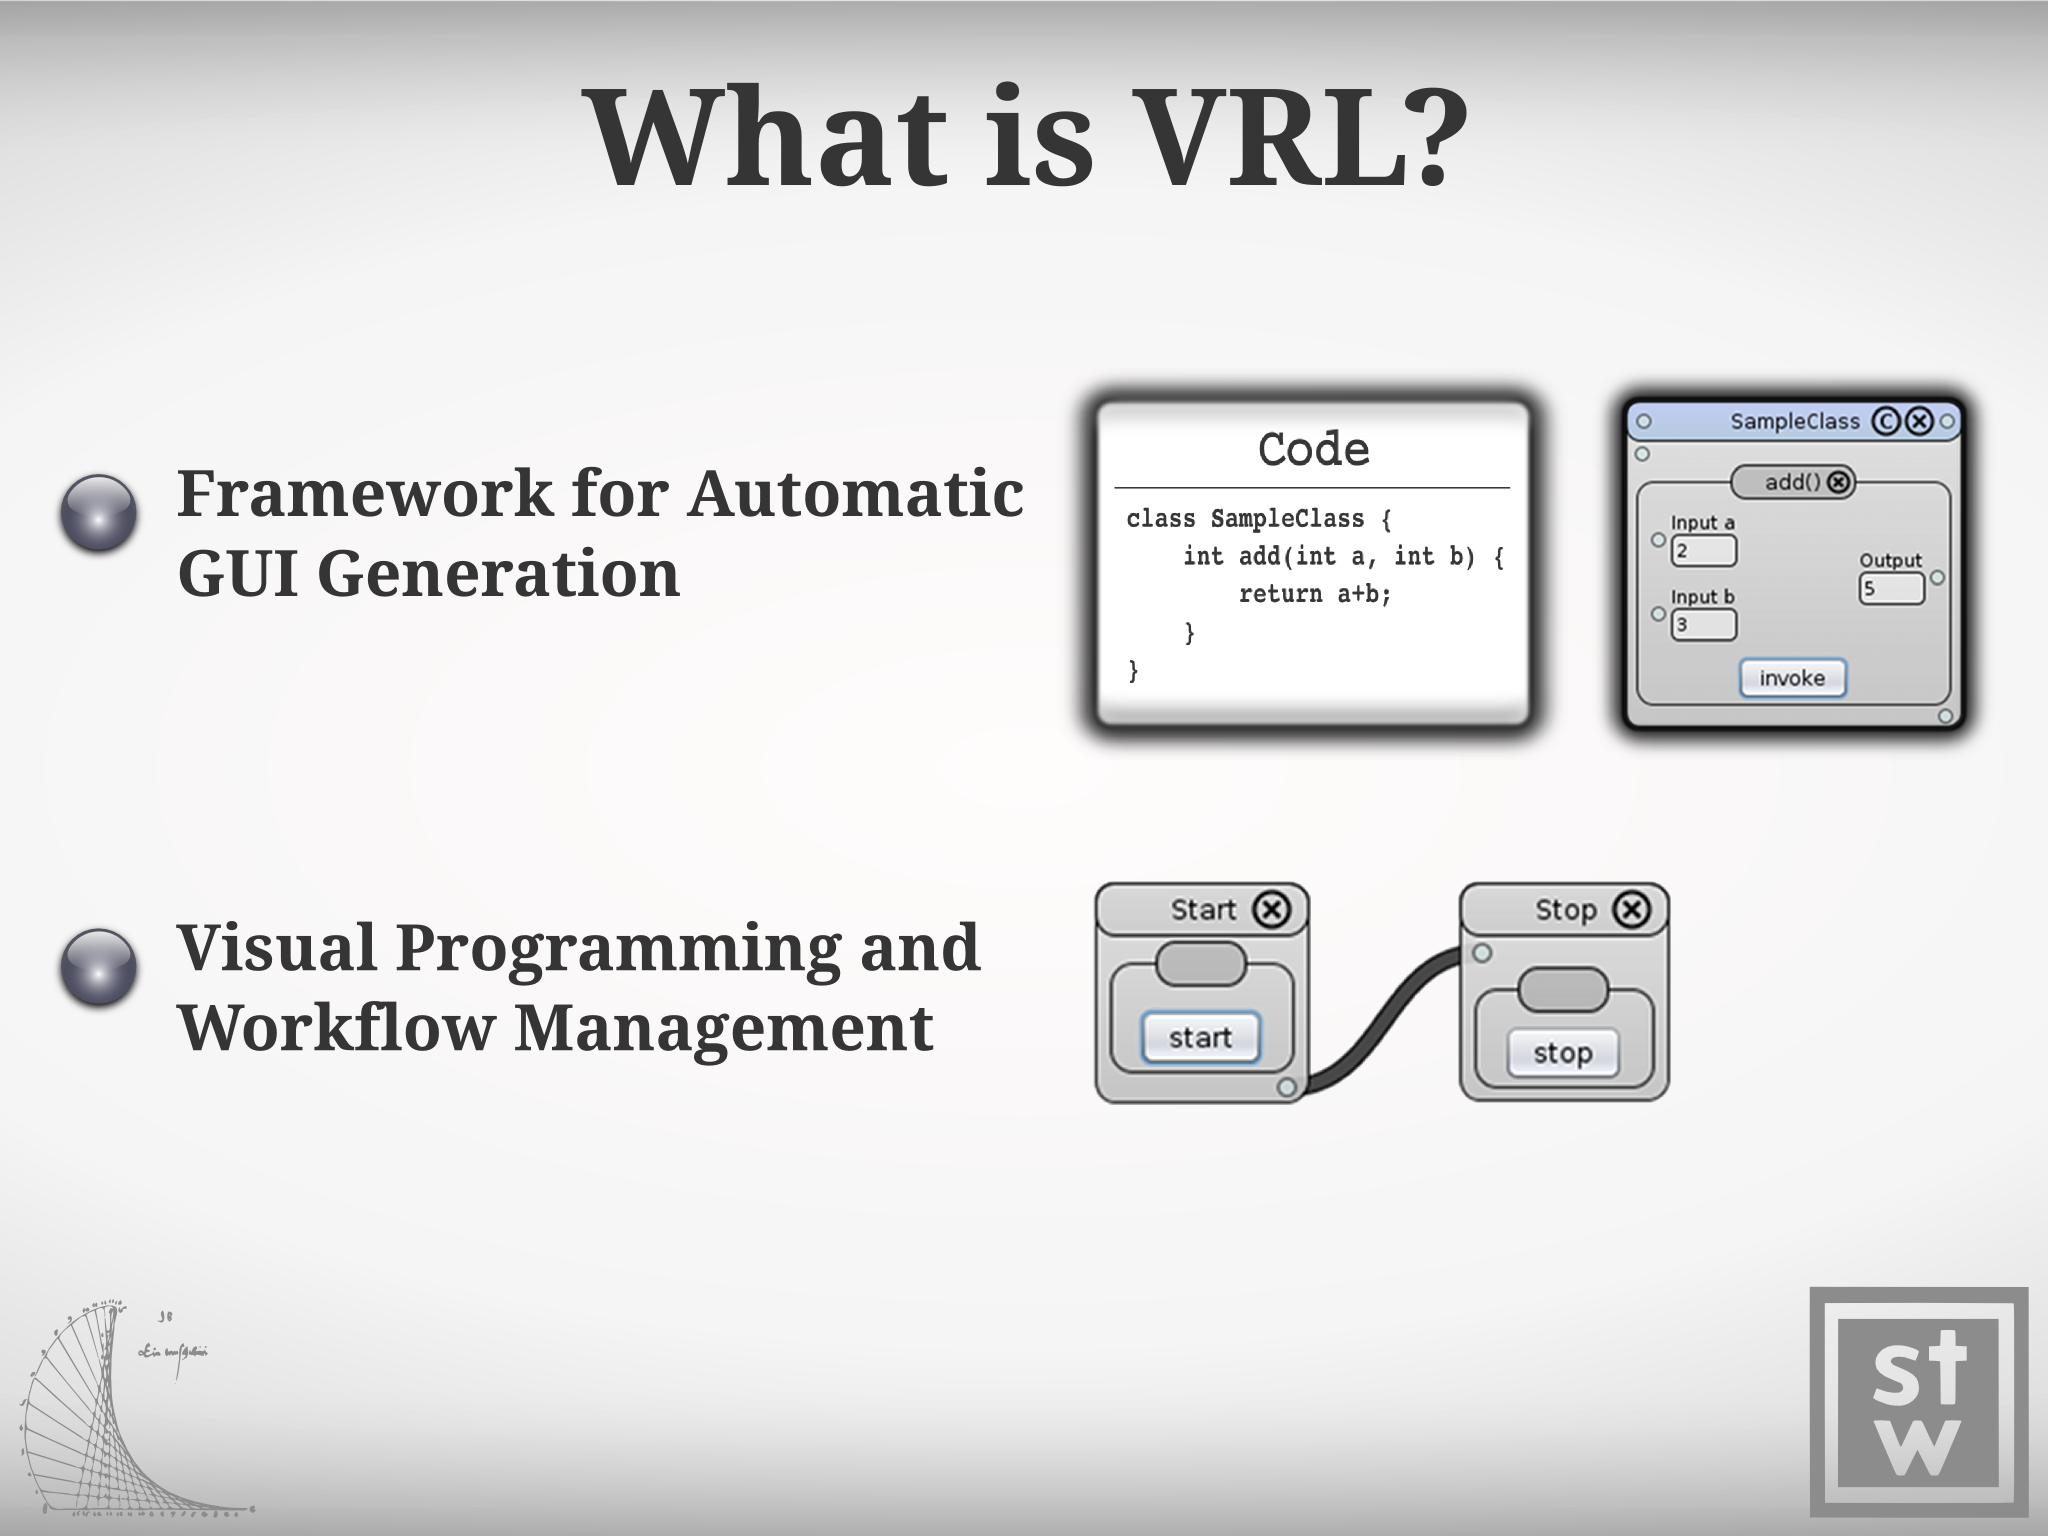 What is VRL?
Framework for Automatic
GUI Generation
Code
class SampleClass {
    int add(int a, int b) {
        return a+b;
    }
}
SampleClass C
add()
Input a
2
Output
5
Input b
3
invoke
Visual Programming and
Workflow Management
Start
start
Stop
stop
st
w